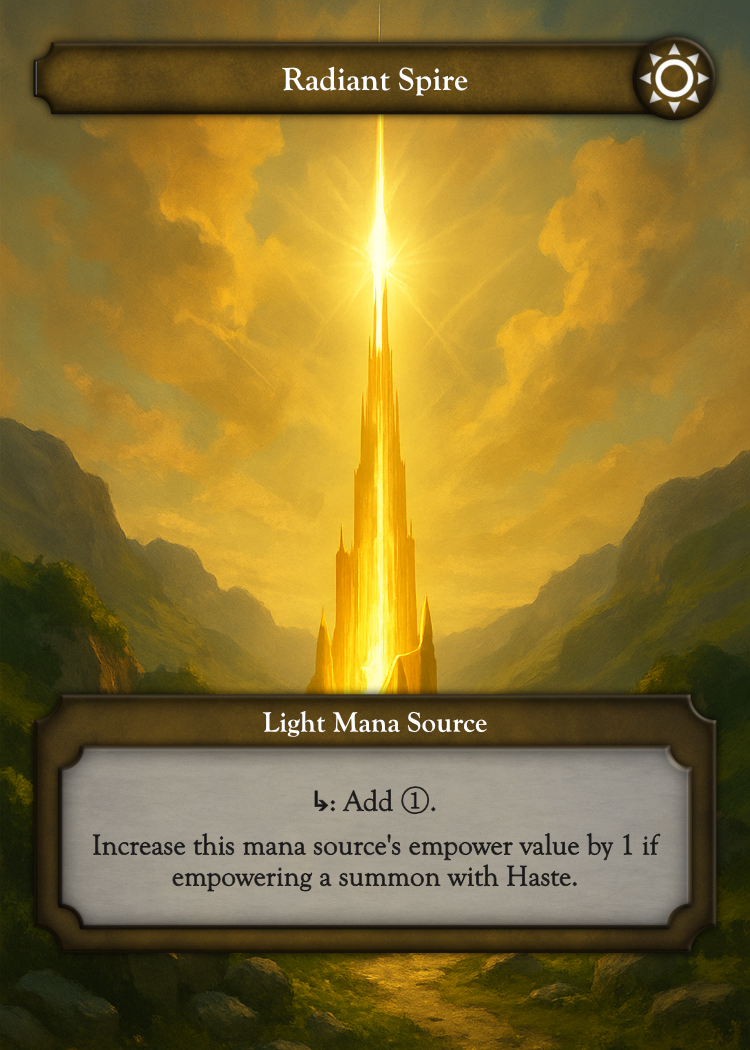 Radiant Spire
Light Mana Source
↳: Add ①.
Increase this mana source's empower value by 1 if
empowering a summon with Haste.